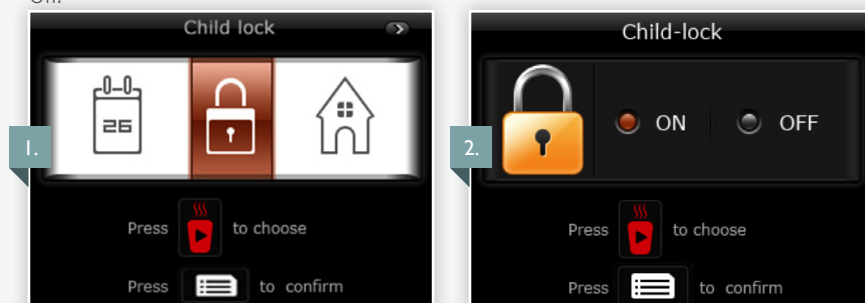 On.
Child lock
26
1.
Press to choose
Press to confirm
Child-lock
ON OFF
2.
Press to choose
Press to confirm